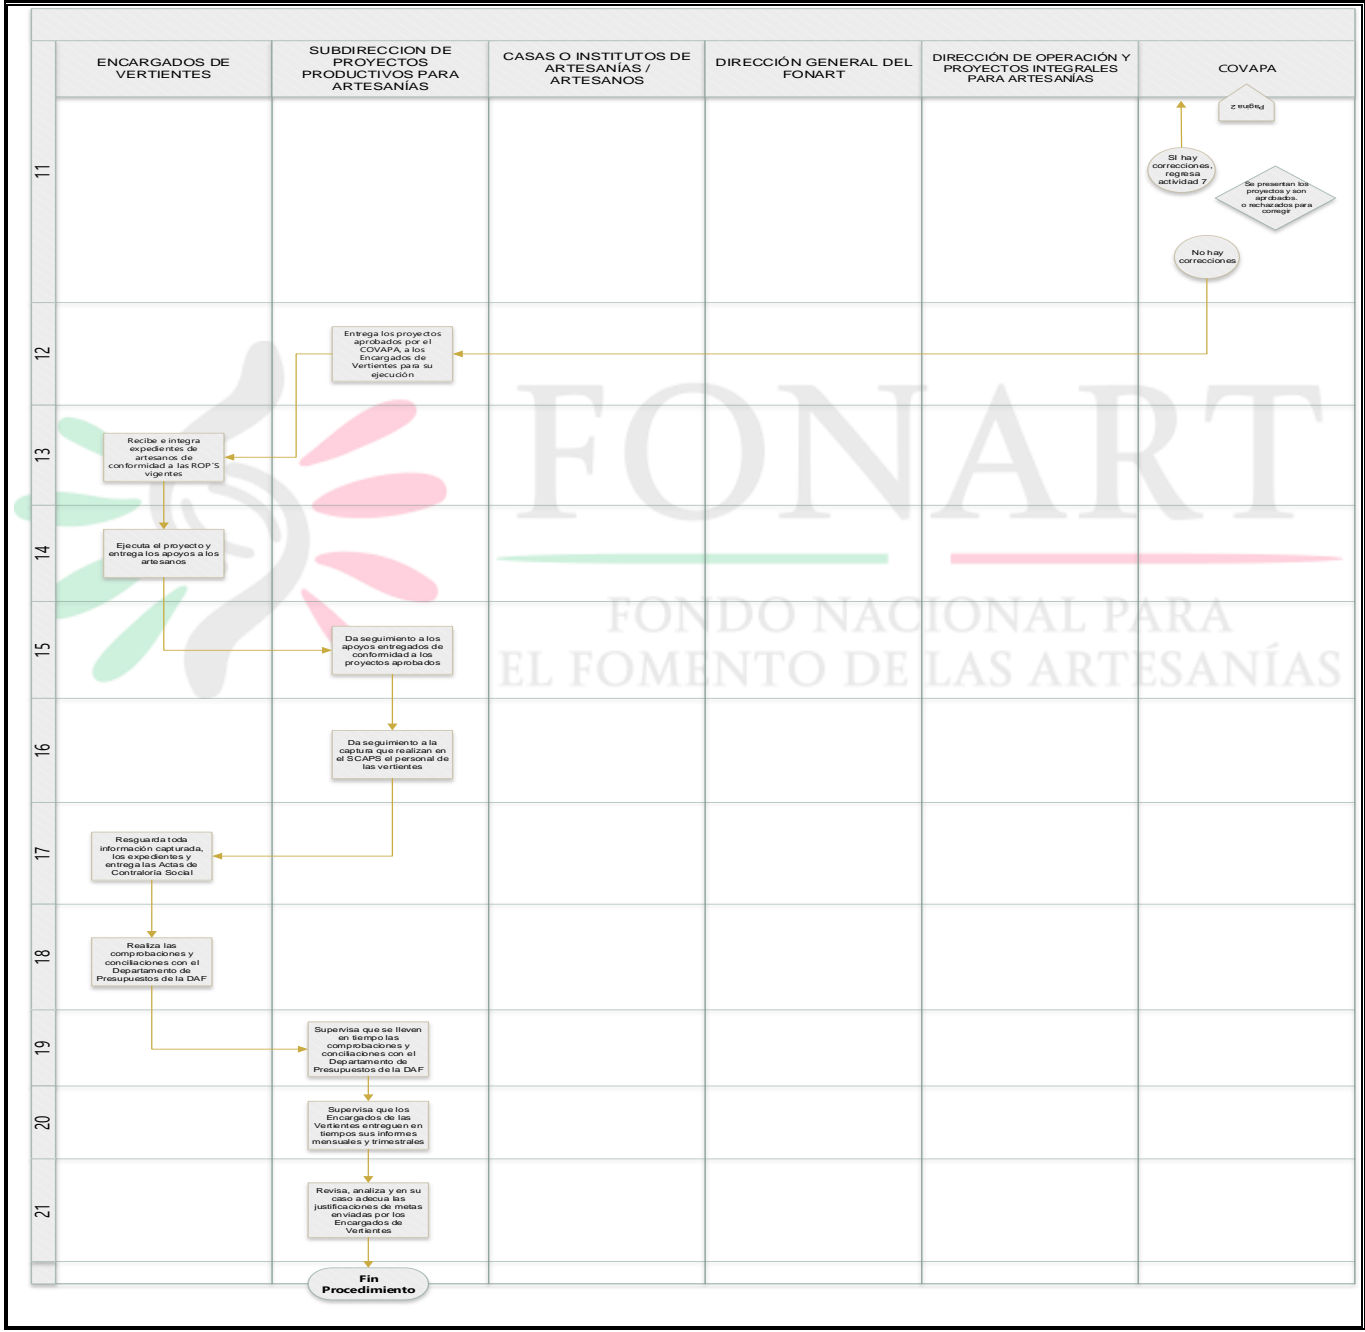 ENCARGADOS DE
VERTIENTES
SUBDIRECCION DE
PROYECTOS
PRODUCTIVOS PARA
ARTESANÍAS
CASAS O INSTITUTOS DE
ARTESANÍAS /
ARTESANOS
DIRECCIÓN GENERAL DEL
FONART
DIRECCIÓN DE OPERACIÓN Y
PROYECTOS INTEGRALES
PARA ARTESANÍAS
COVAPA
Pagina 2
11
SI hay
correcciones,
regresa
actividad 7
Se presentan los
proyectos y son
aprobados.
o rechazados para
corregir
No hay
correcciones
12
Entrega los proyectos
aprobados por el
COVAPA, a los
Encargados de
Vertientes para su
ejecución
13
Recibe e integra
expedientes de
artesanos de
conformidad a las ROP´S
vigentes
14
Ejecuta el proyecto y
entrega los apoyos a los
artesanos
15
Da seguimiento a los
apoyos entregados de
conformidad a los
proyectos aprobados
16
Da seguimiento a la
captura que realizan en
el SCAPS el personal de
las vertientes
17
Resguarda toda
información capturada,
los expedientes y
entrega las Actas de
Contraloría Social
18
Realiza las
comprobaciones y
conciliaciones con el
Departamento de
Presupuestos de la DAF
19
Supervisa que se lleven
en tiempo las
comprobaciones y
conciliaciones con el
Departamento de
Presupuestos de la DAF
20
Supervisa que los
Encargados de las
Vertientes entreguen en
tiempos sus informes
mensuales y trimestrales
21
Revisa, analiza y en su
caso adecua las
justificaciones de metas
enviadas por los
Encargados de
Vertientes
Fin
Procedimiento
FONART
FONDO NACIONAL PARA
EL FOMENTO DE LAS ARTESANÍAS